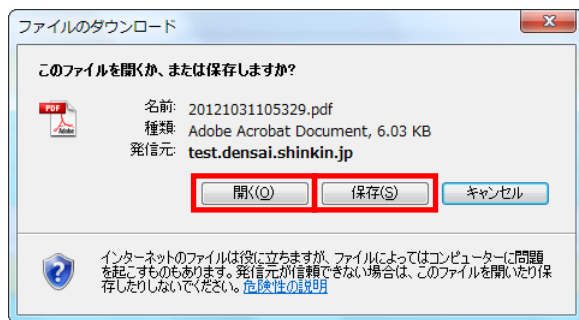 ファイルのダウンロード
このファイルを開くか、または保存しますか?
名前: 20121031105329.pdf
種類: Adobe Acrobat Document, 6.03 KB
発信元: test.densai.shinkin.jp
開く(O) 保存(S) キャンセル
インターネットのファイルは役に立ちますが、ファイルによってはコンピューターに問題
を起こすものもあります。発信元が信頼できない場合は、このファイルを開いたり保
存したりしないでください。危険性の説明
PDF
Adobe